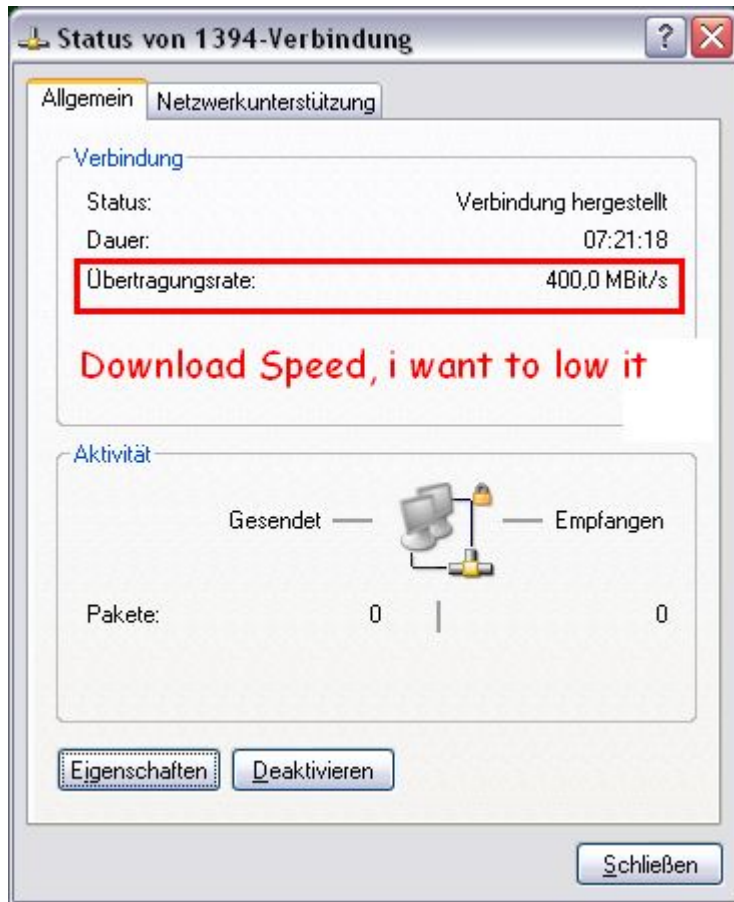 Status von 1394-Verbindung
Allgemein Netzwerkunterstützung
Verbindung
Status: Verbindung hergestellt
Dauer: 07:21:18
Übertragungsrate: 400,0 MBit/s
Download Speed, i want to low it
Aktivität
Gesendet Empfangen
Pakete: 0 0
Eigenschaften Deaktivieren
Schließen